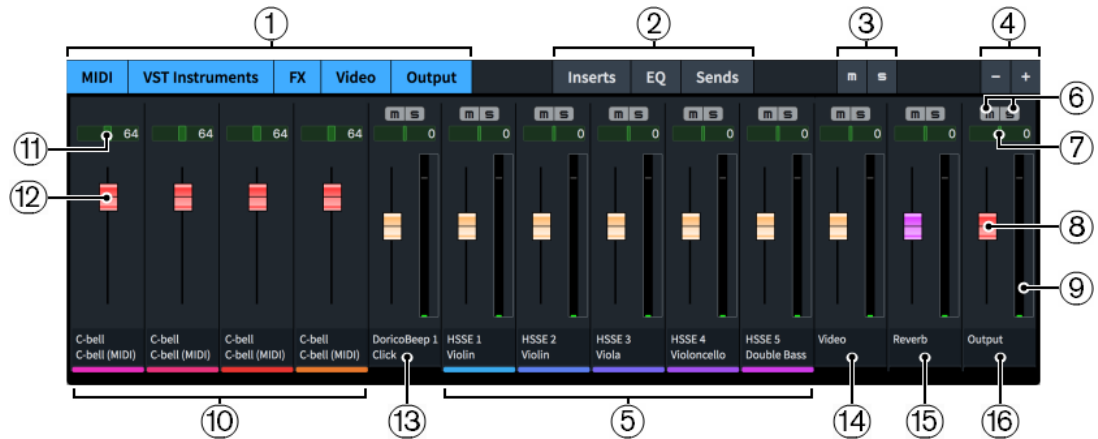 ① ② ③ ④
MIDI VST Instruments FX Video Output Inserts EQ Sends m s − +
m s m s m s m s m s m s m s ⑥
64 64 64 64 0 0 0 0 0 0 0 0 0
⑪ ⑦
⑫
⑧
⑨
C-bell C-bell C-bell C-bell DoricoBeep 1 HSSE 1 HSSE 2 HSSE 3 HSSE 4 HSSE 5 Video Reverb Output
C-bell (MIDI) C-bell (MIDI) C-bell (MIDI) C-bell (MIDI) Click Violin Violin Viola Violoncello Double Bass
⑩ ⑬ ⑤ ⑭ ⑮ ⑯